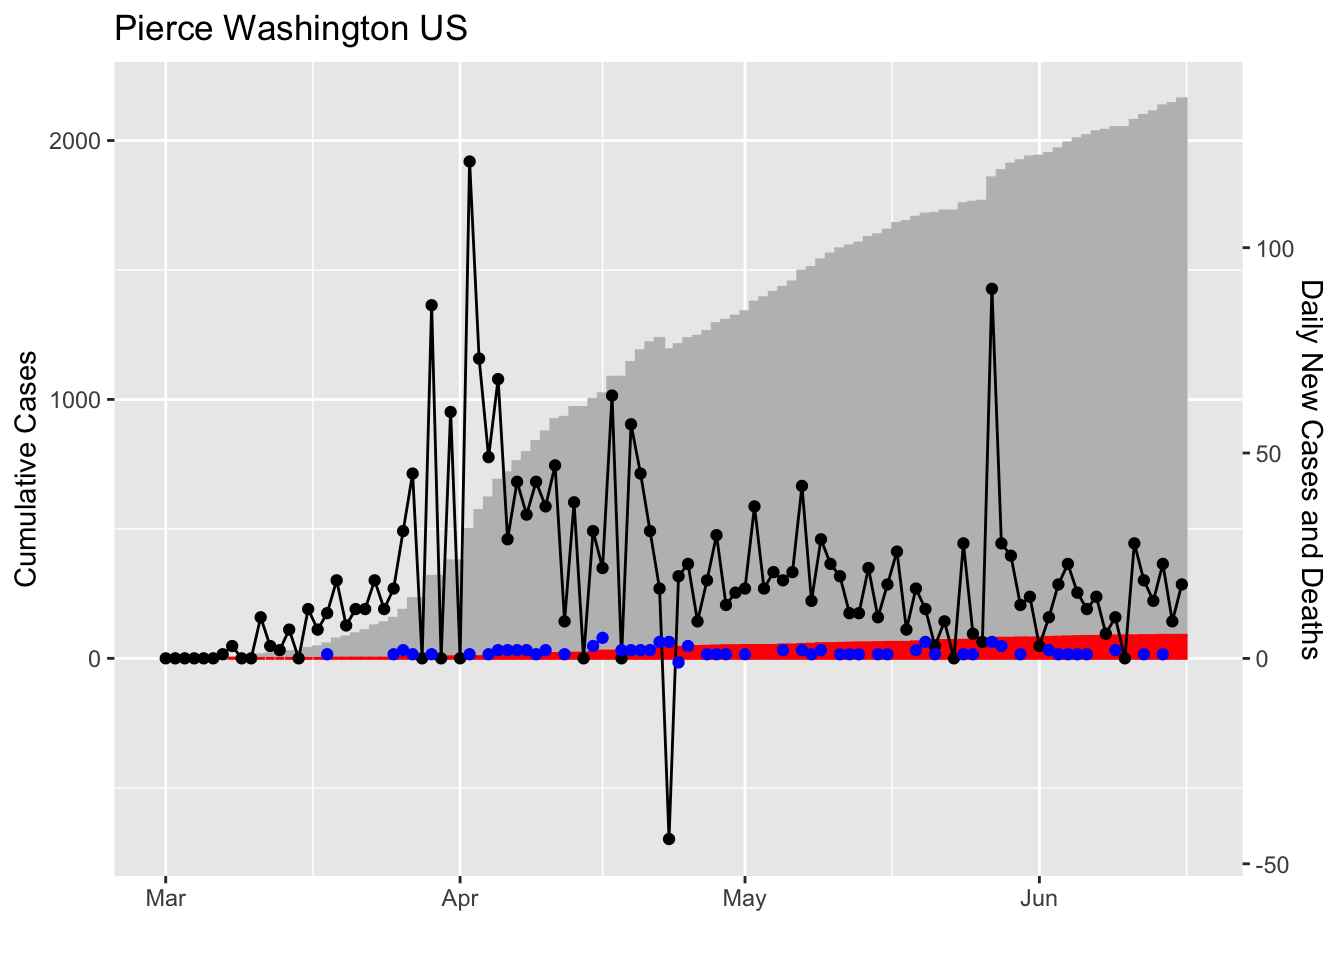 Pierce Washington US
2000
1000
0
Cumulative Cases
100
50
0
-50
Daily New Cases and Deaths
Mar
Apr
May
Jun